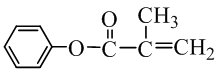 O CH₃
O—C—C=CH₂